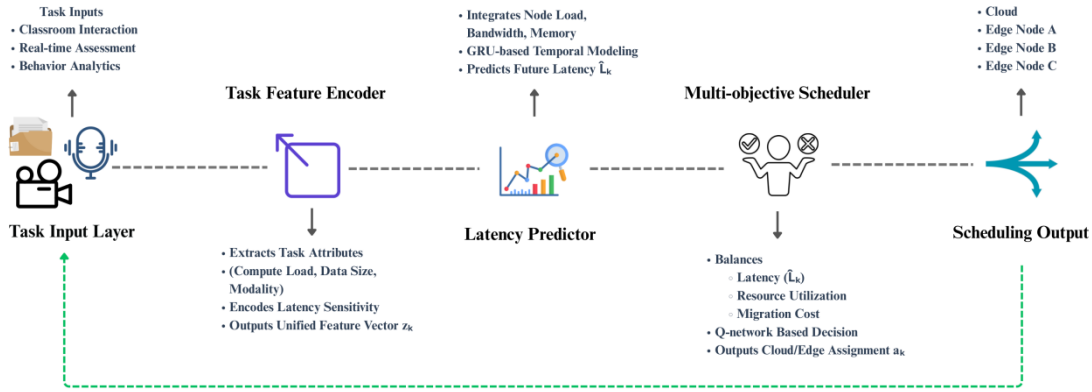 Task Inputs
• Classroom Interaction
• Real-time Assessment
• Behavior Analytics
• Integrates Node Load,
Bandwidth, Memory
• GRU-based Temporal Modeling
• Predicts Future Latency L̂ₖ
• Cloud
• Edge Node A
• Edge Node B
• Edge Node C
Task Feature Encoder
Multi-objective Scheduler
Task Input Layer
Latency Predictor
Scheduling Output
• Extracts Task Attributes
• (Compute Load, Data Size,
Modality)
• Encodes Latency Sensitivity
• Outputs Unified Feature Vector zₖ
• Balances
○ Latency (L̂ₖ)
○ Resource Utilization
○ Migration Cost
• Q-network Based Decision
• Outputs Cloud/Edge Assignment aₖ